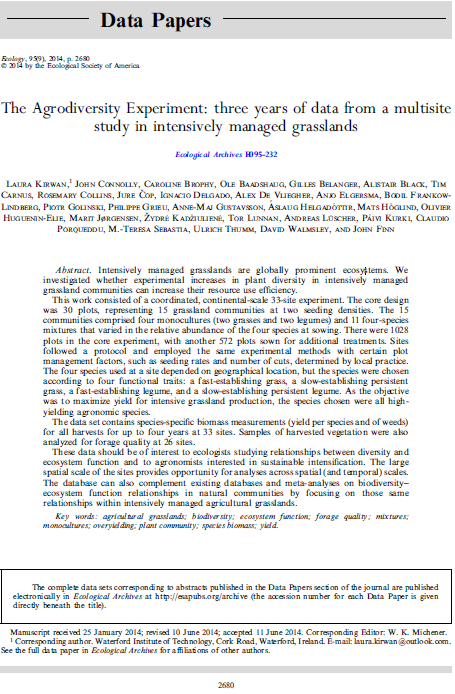 Data Papers
Ecology, 95(9), 2014, p. 2680
© 2014 by the Ecological Society of America
The Agrodiversity Experiment: three years of data from a multisite
study in intensively managed grasslands
Ecological Archives E095-232
LAURA KIRWAN,1 JOHN CONNOLLY, CAROLINE BROPHY, OLE BAADSHAUG, GILLES BELANGER, ALISTAIR BLACK, TIM
CARNUS, ROSEMARY COLLINS, JURE ČOP, IGNACIO DELGADO, ALEX DE VLIEGHER, ANJO ELGERSMA, BODIL FRANKOW-
LINDBERG, PIOTR GOLINSKI, PHILIPPE GRIEU, ANNE-MAJ GUSTAVSSON, ÁSLAUG HELGADÓTTIR, MATS HÖGLIND, OLIVIER
HUGUENIN-ELIE, MARIT JØRGENSEN, ŽYDRĖ KADŽIULIENĖ, TOR LUNNAN, ANDREAS LÜSCHER, PÄIVI KURKI, CLAUDIO
PORQUEDDU, M.-TERESA SEBASTIA, ULRICH THUMM, DAVID WALMSLEY, AND JOHN FINN
Abstract. Intensively managed grasslands are globally prominent ecosystems. We
investigated whether experimental increases in plant diversity in intensively managed
grassland communities can increase their resource use efficiency.
This work consisted of a coordinated, continental-scale 33-site experiment. The core design
was 30 plots, representing 15 grassland communities at two seeding densities. The 15
communities comprised four monocultures (two grasses and two legumes) and 11 four-species
mixtures that varied in the relative abundance of the four species at sowing. There were 1028
plots in the core experiment, with another 572 plots sown for additional treatments. Sites
followed a protocol and employed the same experimental methods with certain plot
management factors, such as seeding rates and number of cuts, determined by local practice.
The four species used at a site depended on geographical location, but the species were chosen
according to four functional traits: a fast-establishing grass, a slow-establishing persistent
grass, a fast-establishing legume, and a slow-establishing persistent legume. As the objective
was to maximize yield for intensive grassland production, the species chosen were all high-
yielding agronomic species.
The data set contains species-specific biomass measurements (yield per species and of weeds)
for all harvests for up to four years at 33 sites. Samples of harvested vegetation were also
analyzed for forage quality at 26 sites.
These data should be of interest to ecologists studying relationships between diversity and
ecosystem function and to agronomists interested in sustainable intensification. The large
spatial scale of the sites provides opportunity for analyses across spatial (and temporal) scales.
The database can also complement existing databases and meta-analyses on biodiversity–
ecosystem function relationships in natural communities by focusing on those same
relationships within intensively managed agricultural grasslands.
Key words: agricultural grasslands; biodiversity; ecosystem function; forage quality; mixtures;
monocultures; overyielding; plant community; species biomass; yield.
The complete data sets corresponding to abstracts published in the Data Papers section of the journal are published
electronically in Ecological Archives at http://esapubs.org/archive (the accession number for each Data Paper is given
directly beneath the title).
Manuscript received 25 January 2014; revised 10 June 2014; accepted 11 June 2014. Corresponding Editor: W. K. Michener.
1 Corresponding author. Waterford Institute of Technology, Cork Road, Waterford, Ireland. E-mail: laura.kirwan@outlook.com.
See the full data paper in Ecological Archives for affiliations of other authors.
2680